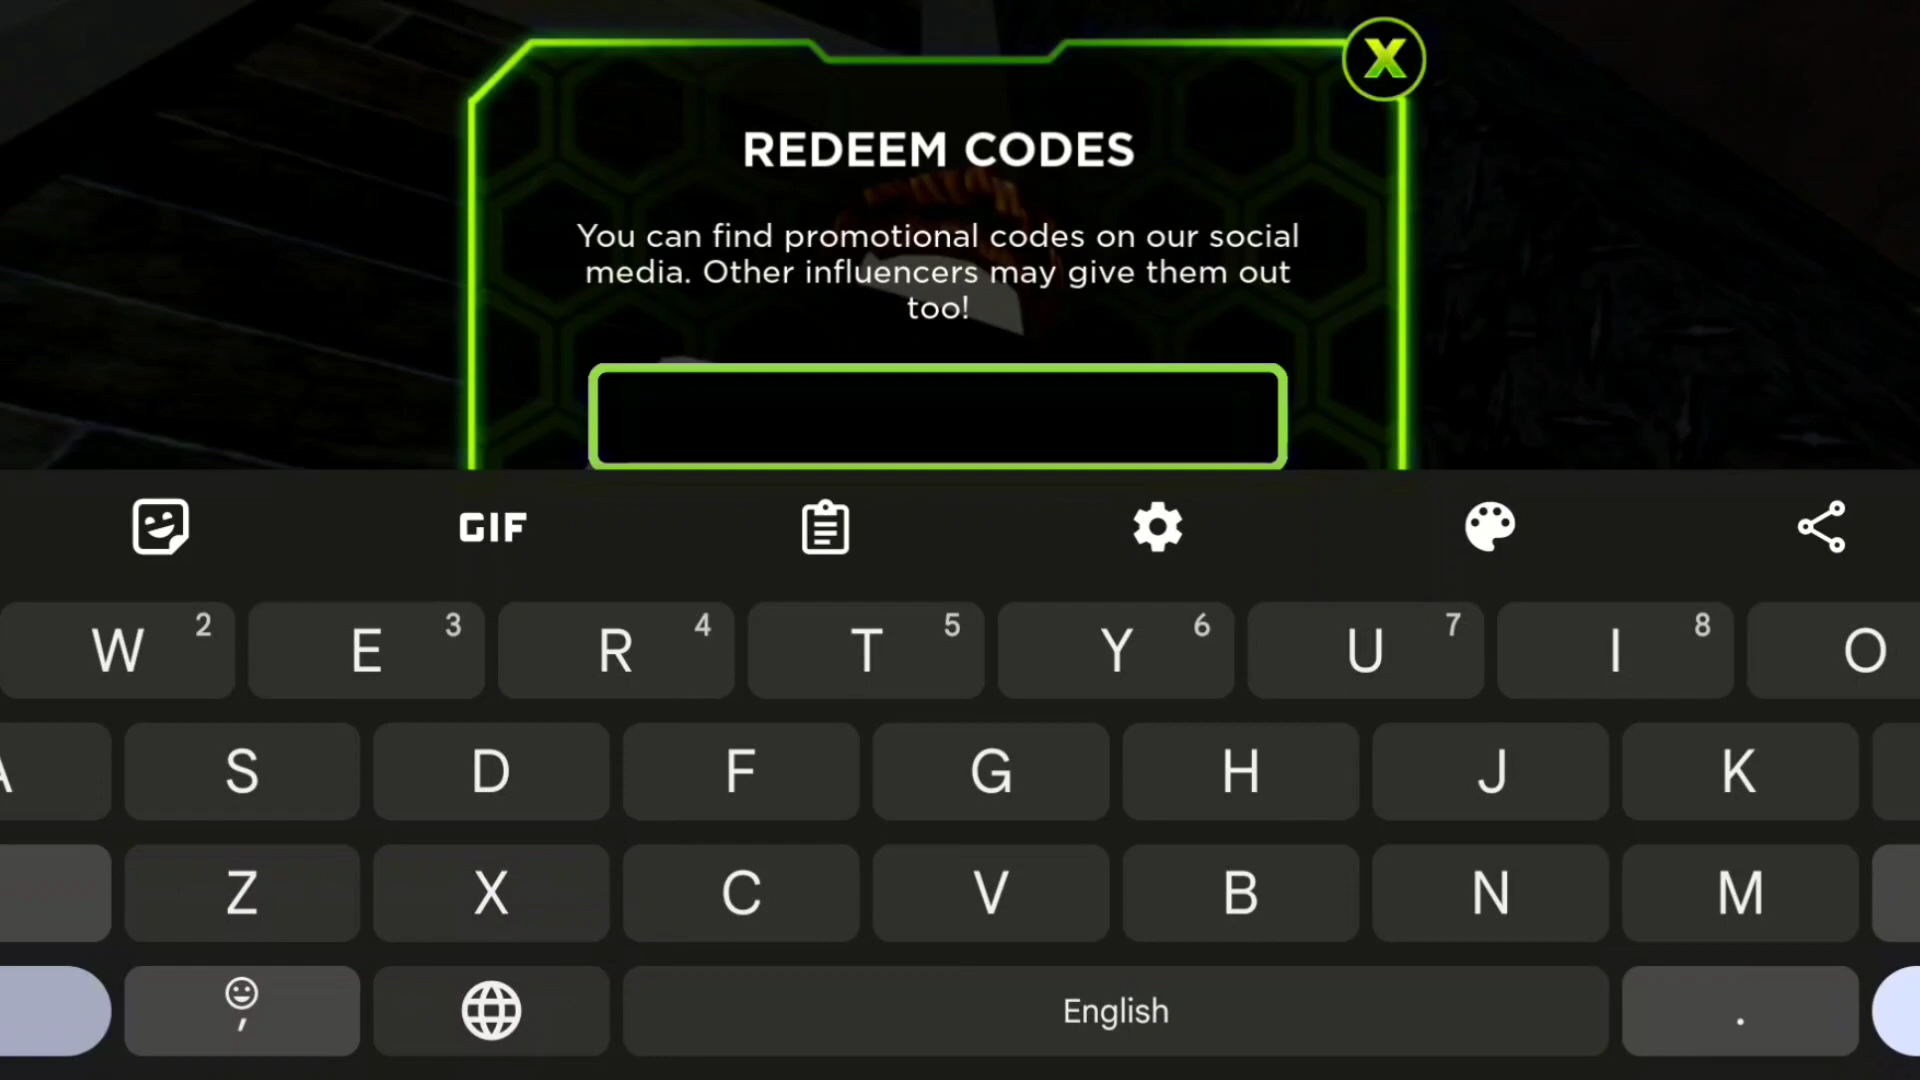 X
REDEEM CODES
You can find promotional codes on our social
media. Other influencers may give them out
too!
GIF
W 2 E 3 R 4 T 5 Y 6 U 7 I 8 O
A S D F G H J K
Z X C V B N M
, English .